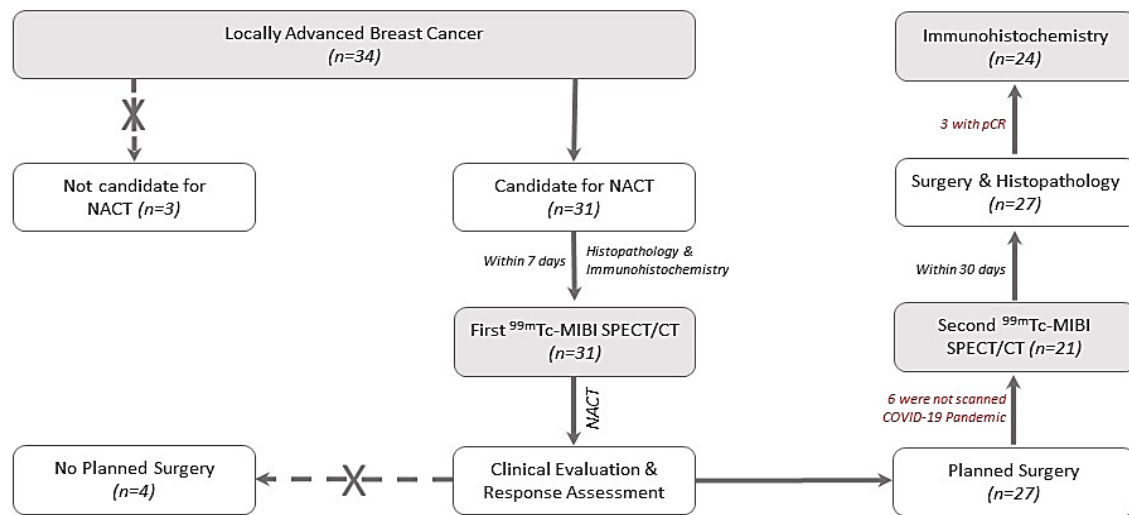 Locally Advanced Breast Cancer
(n=34)
X
Not candidate for
NACT (n=3)
Candidate for NACT
(n=31)
Within 7 days
Histopathology &
Immunohistochemistry
First ⁹⁹ᵐTc-MIBI SPECT/CT
(n=31)
NACT
Clinical Evaluation &
Response Assessment
X
No Planned Surgery
(n=4)
Planned Surgery
(n=27)
6 were not scanned
COVID-19 Pandemic
Second ⁹⁹ᵐTc-MIBI
SPECT/CT (n=21)
Within 30 days
Surgery & Histopathology
(n=27)
3 with pCR
Immunohistochemistry
(n=24)